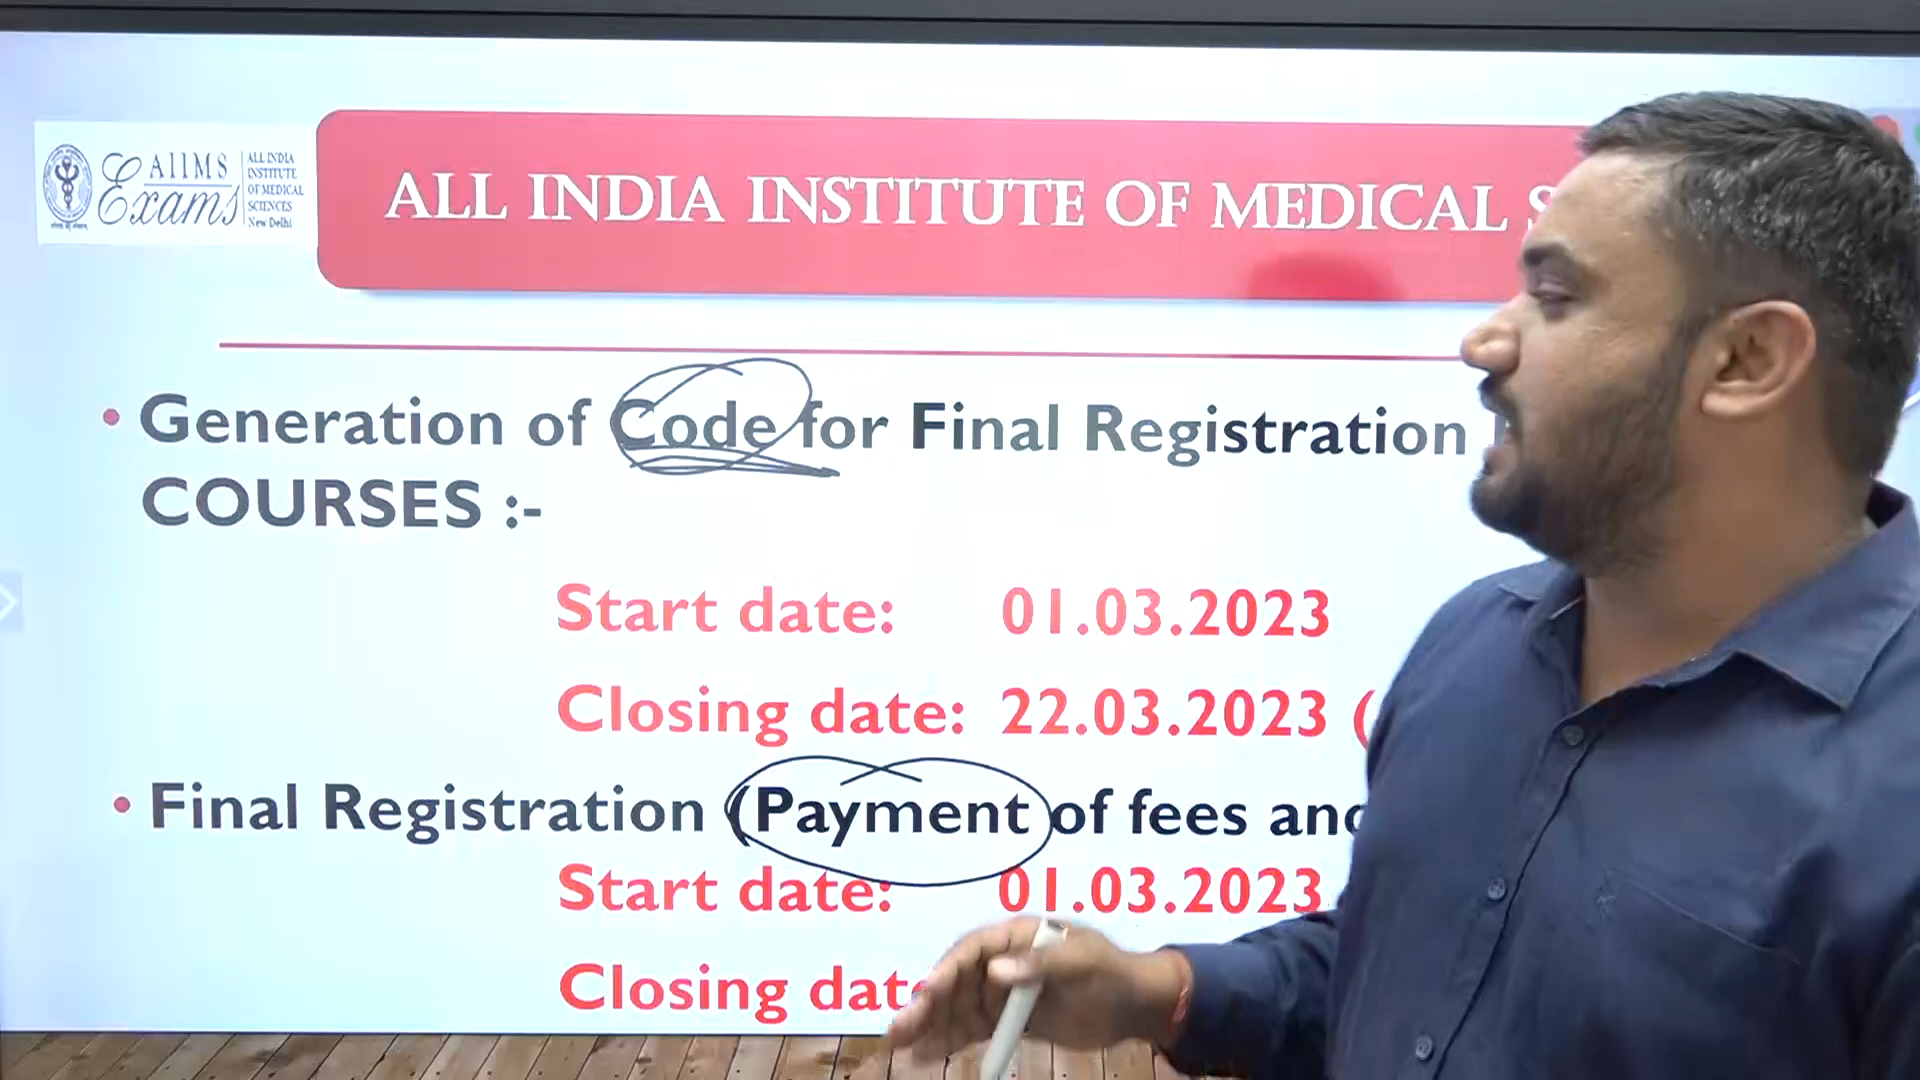 AIIMS
Exams
ALL INDIA
INSTITUTE
OF MEDICAL
SCIENCES
New Delhi
ALL INDIA INSTITUTE OF MEDICAL S
• Generation of Code for Final Registration
COURSES :-
Start date: 01.03.2023
Closing date: 22.03.2023 (
• Final Registration (Payment of fees and
Start date: 01.03.2023
Closing date